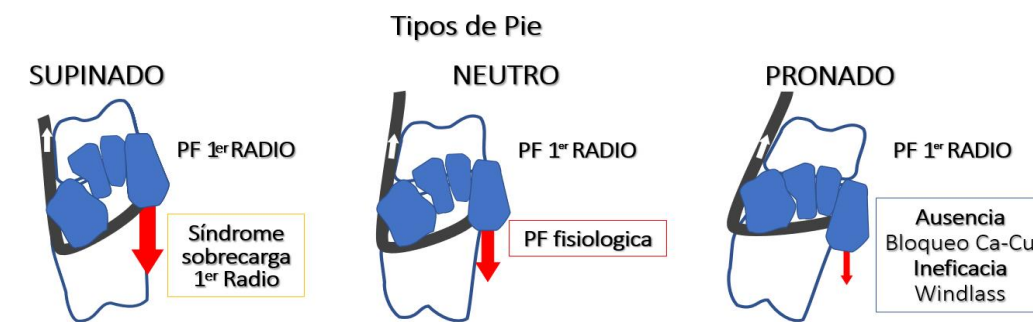 Tipos de Pie
SUPINADO
PF 1er RADIO
Síndrome
sobrecarga
1er Radio
NEUTRO
PF 1er RADIO
PF fisiologica
PRONADO
PF 1er RADIO
Ausencia
Bloqueo Ca-Cu
Ineficacia
Windlass